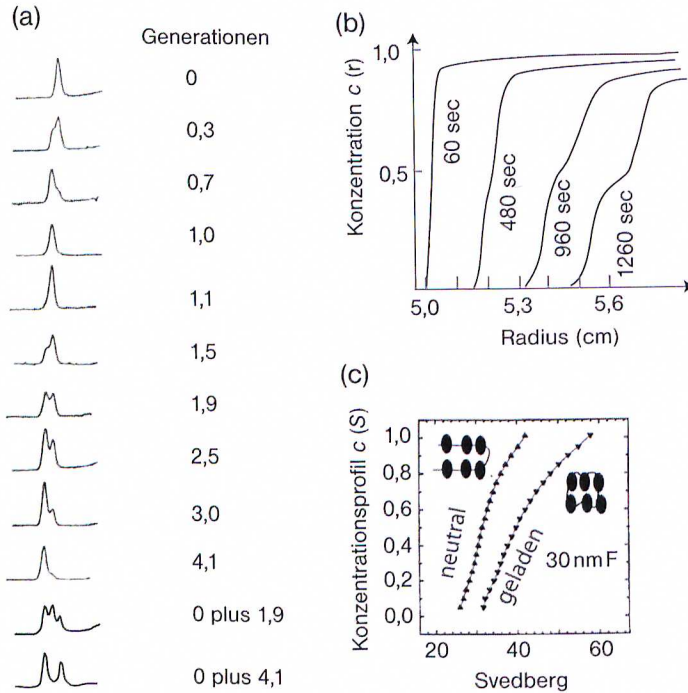 (a)
Generationen
0
0,3
0,7
1,0
1,1
1,5
1,9
2,5
3,0
4,1
0 plus 1,9
0 plus 4,1
(b)
Konzentration c (r)
1,0
0,5
60 sec
480 sec
960 sec
1260 sec
5,0 5,3 5,6
Radius (cm)
(c)
Konzentrationsprofil c (S)
1,0
0,8
0,6
0,4
0,2
0,0
neutral
geladen
30 nm F
20 40 60
Svedberg